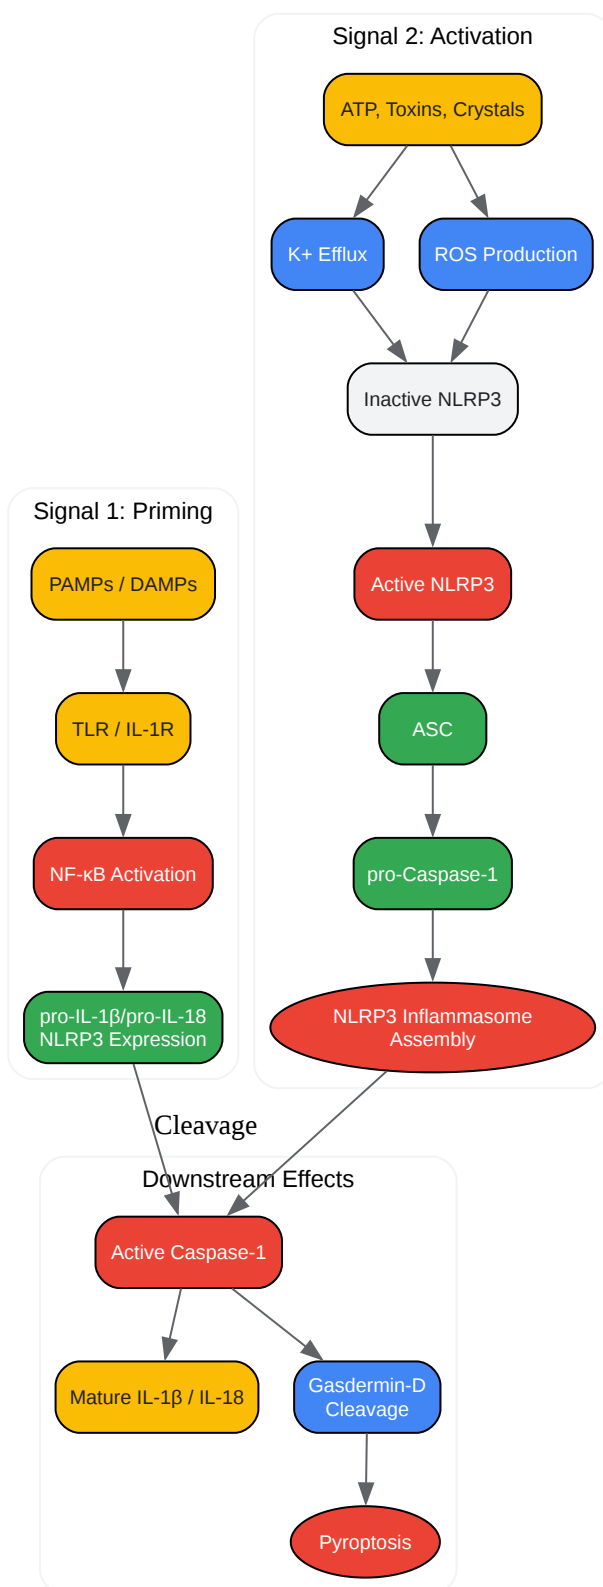 Signal 2: Activation
ATP, Toxins, Crystals
K+ Efflux
ROS Production
Inactive NLRP3
Signal 1: Priming
PAMPs / DAMPs
Active NLRP3
TLR / IL-1R
ASC
NF-κB Activation
pro-Caspase-1
pro-IL-1β/pro-IL-18
NLRP3 Expression
NLRP3 Inflammasome
Assembly
Cleavage
Downstream Effects
Active Caspase-1
Mature IL-1β / IL-18
Gasdermin-D
Cleavage
Pyroptosis